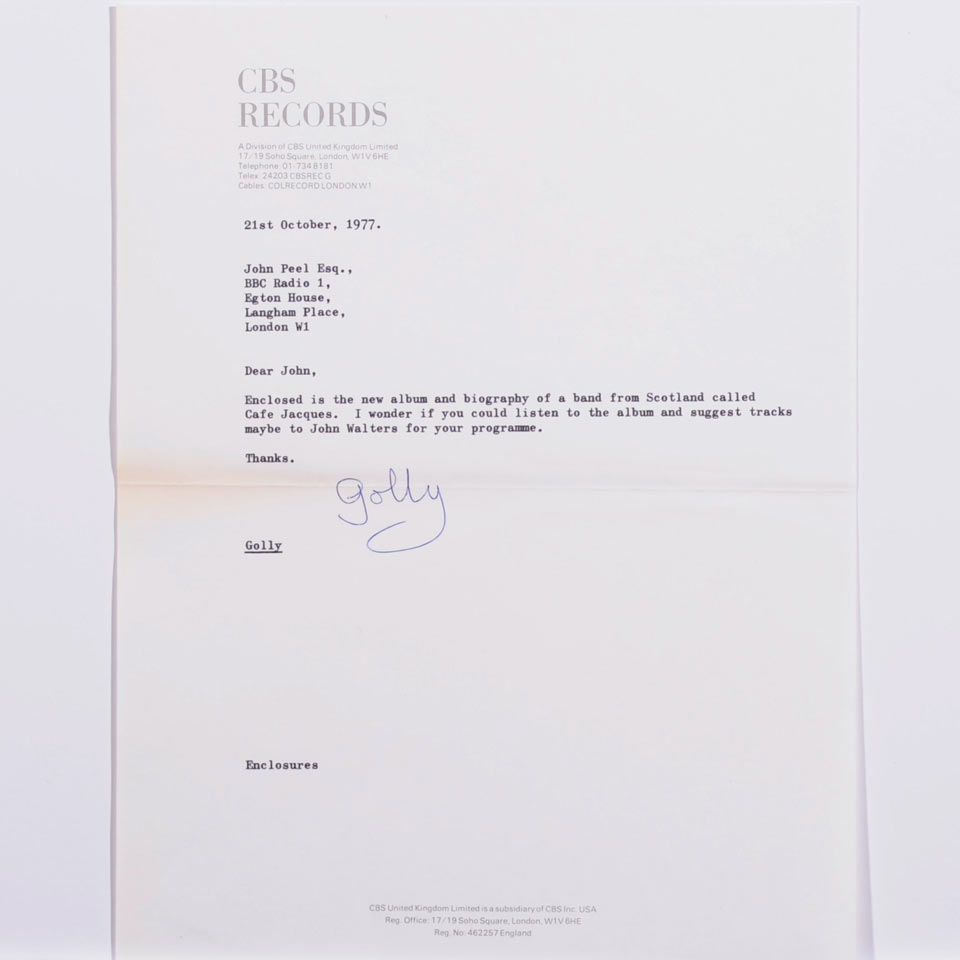 CBS
RECORDS
A Division of CBS United Kingdom Limited
17/19 Soho Square, London, W1V 6HE
Telephone 01-734 8181
Telex 24203 CBSREC G
Cables: COLRECORD LONDON W1
21st October, 1977.
John Peel Esq.,
BBC Radio 1,
Egton House,
Langham Place,
London W1
Dear John,
Enclosed is the new album and biography of a band from Scotland called
Cafe Jacques. I wonder if you could listen to the album and suggest tracks
maybe to John Walters for your programme.
Thanks.
Golly
Golly
Enclosures
CBS United Kingdom Limited is a subsidiary of CBS Inc. USA
Reg. Office: 17/19 Soho Square, London, W1V 6HE
Reg. No: 462257 England